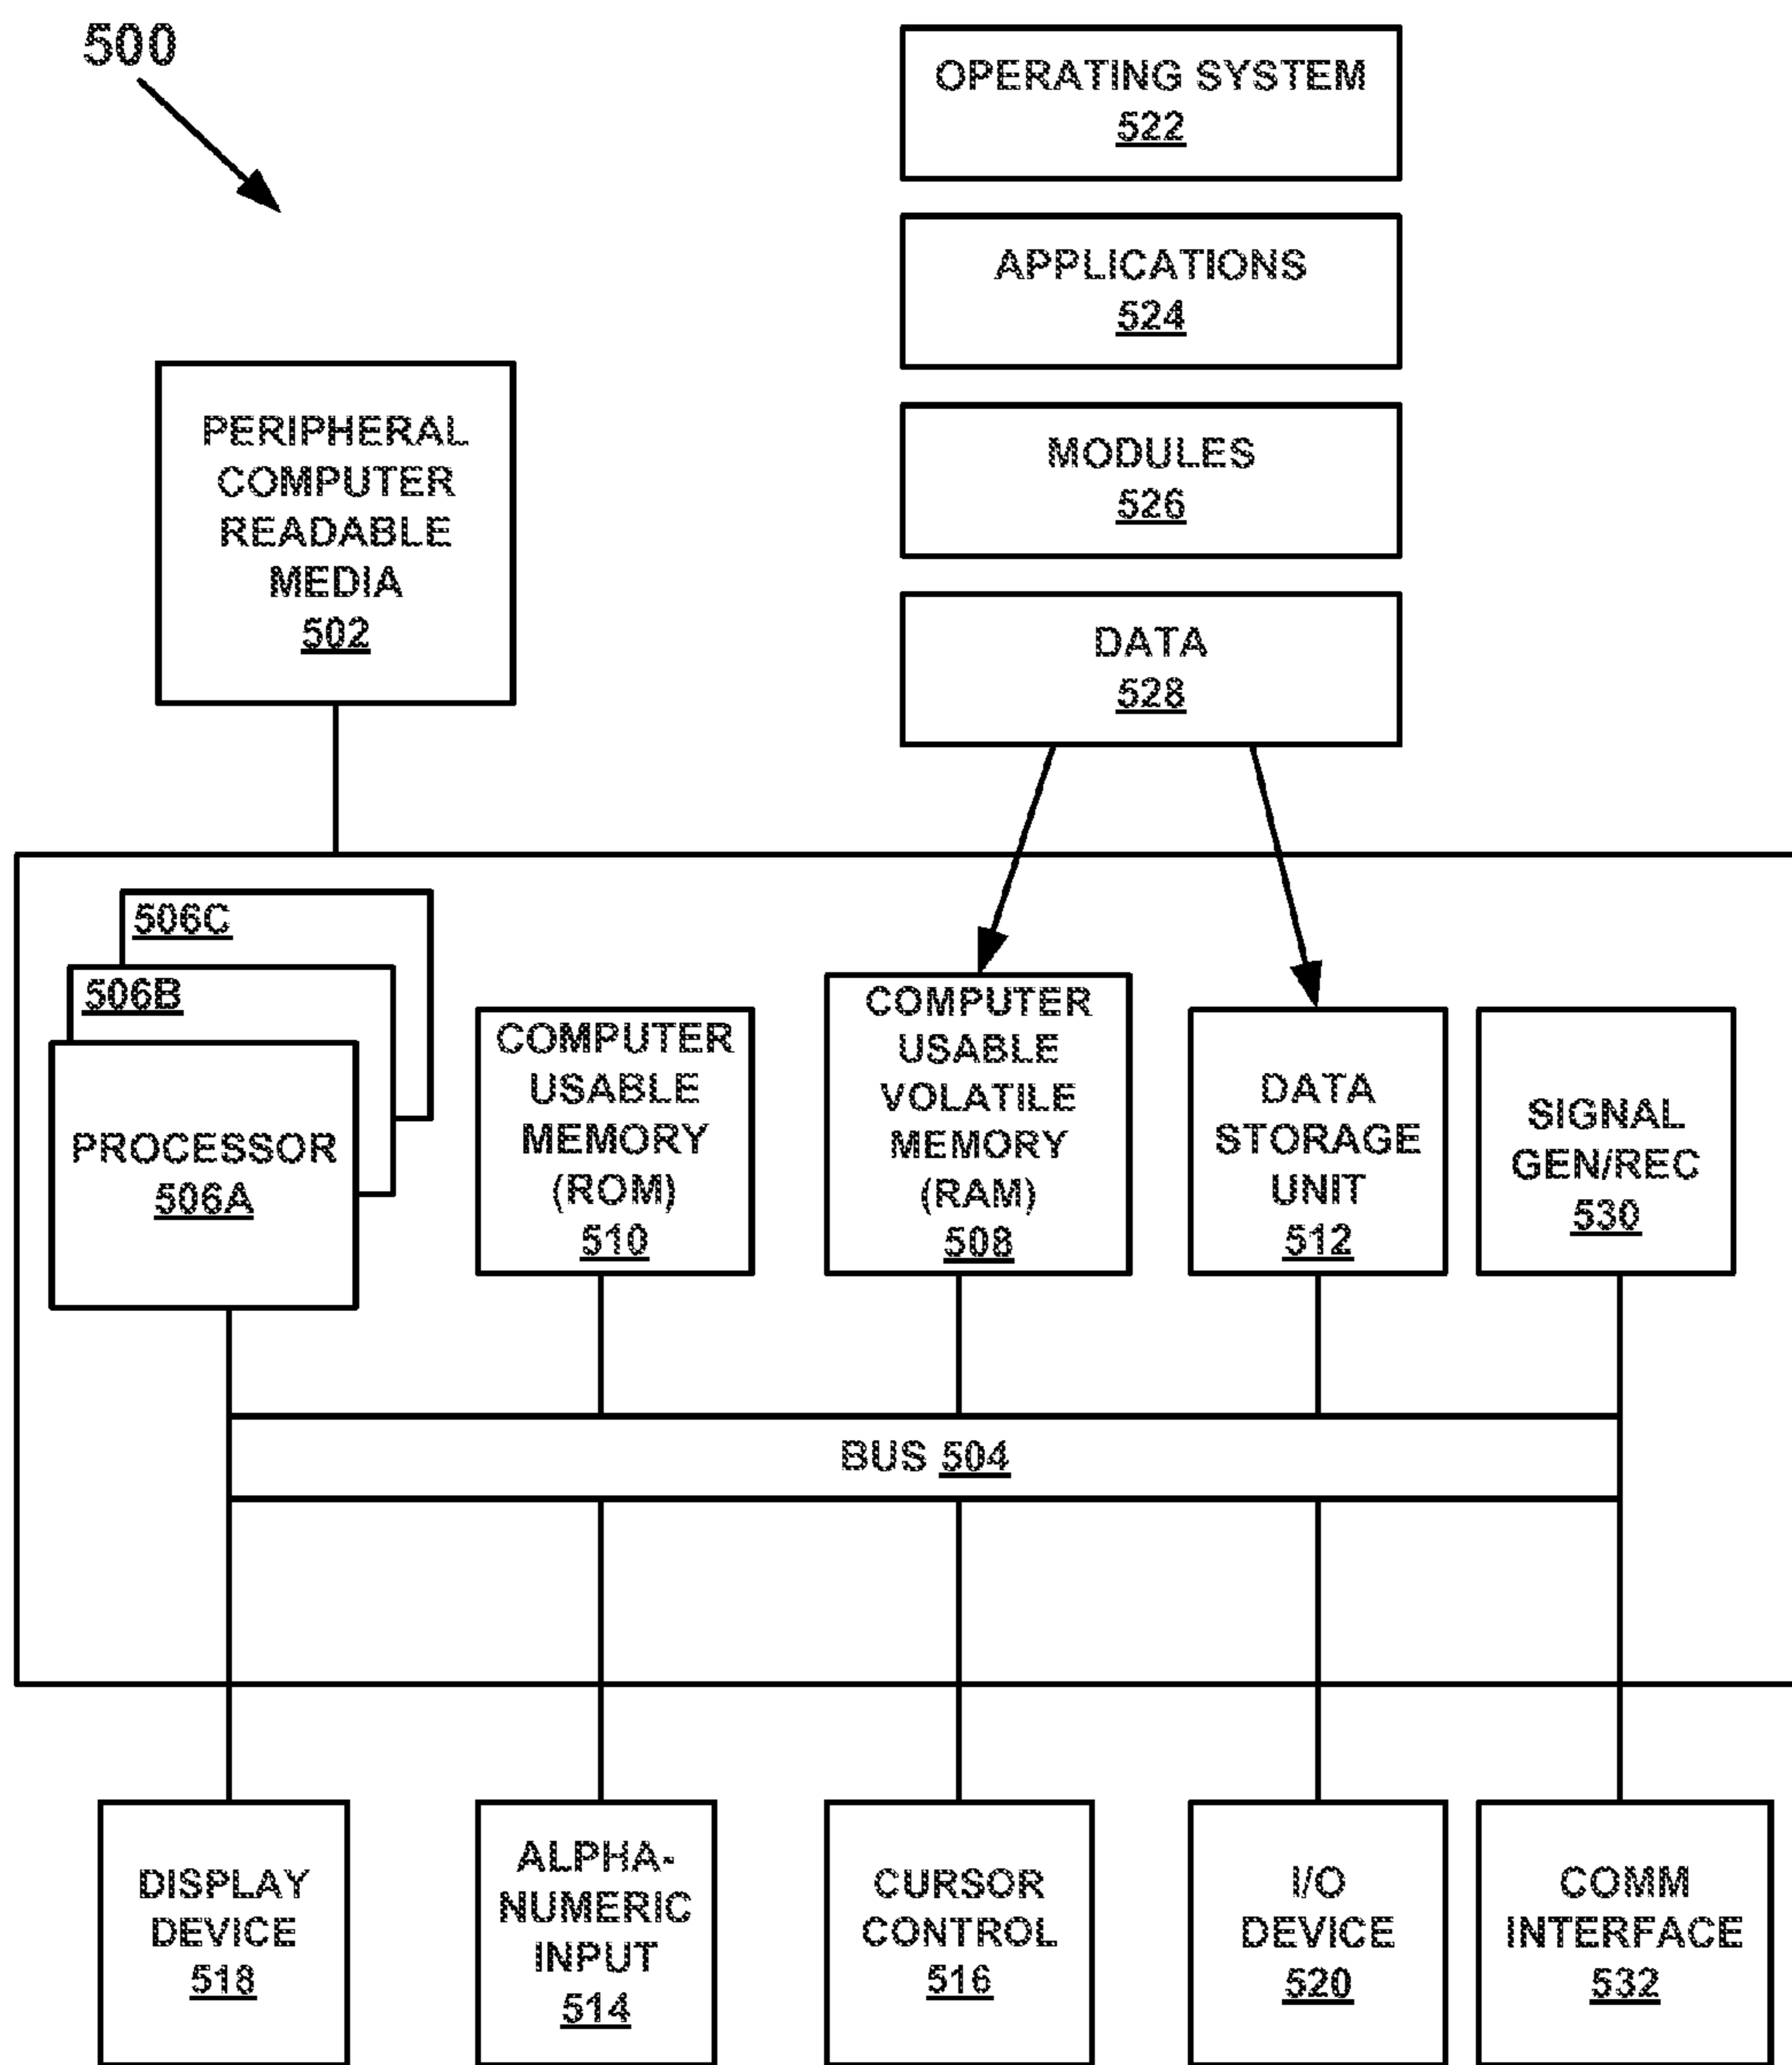 500
OPERATING SYSTEM
522
APPLICATIONS
524
MODULES
526
DATA
528
PERIPHERAL
COMPUTER
READABLE
MEDIA
502
506C
506B
PROCESSOR
506A
COMPUTER
USABLE
MEMORY
(ROM)
510
COMPUTER
USABLE
VOLATILE
MEMORY
(RAM)
508
DATA
STORAGE
UNIT
512
SIGNAL
GEN/REC
530
BUS 504
DISPLAY
DEVICE
518
ALPHA-
NUMERIC
INPUT
514
CURSOR
CONTROL
516
I/O
DEVICE
520
COMM
INTERFACE
532